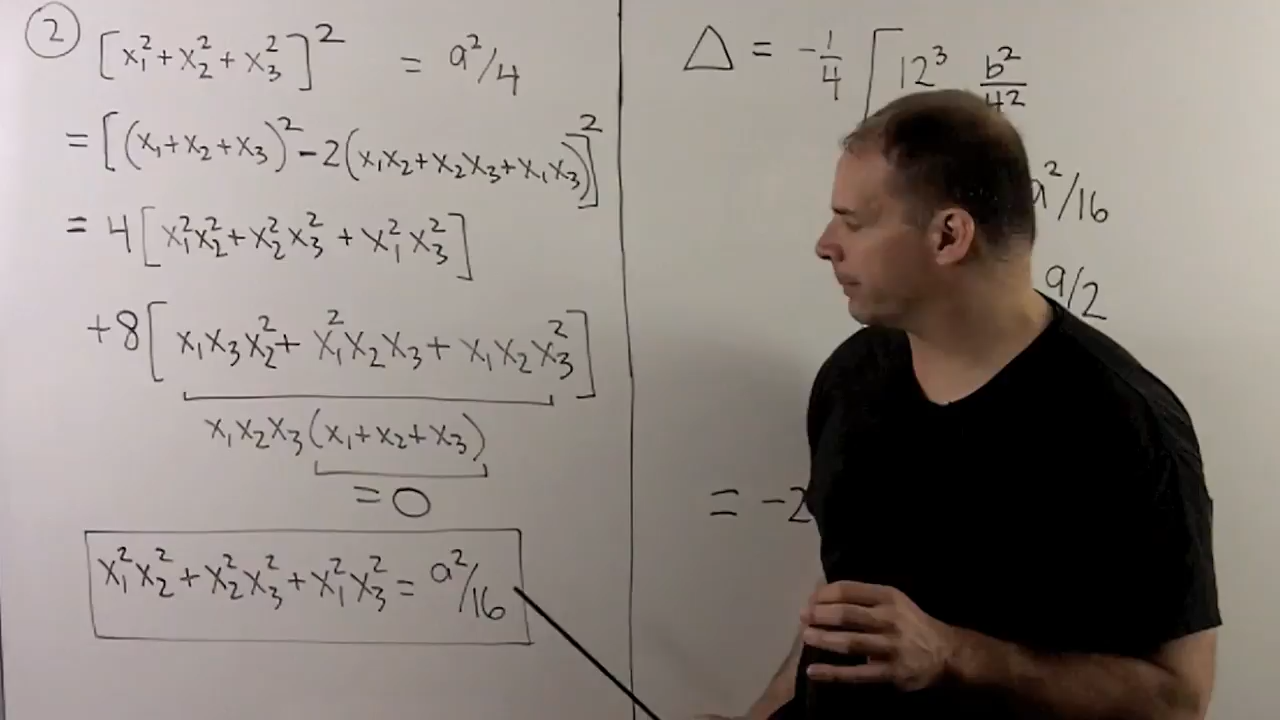 ② [x₁² + x₂² + x₃²]² = a²/4
= [(x₁+x₂+x₃)² − 2(x₁x₂+x₂x₃+x₁x₃)]²
= 4[x₁²x₂² + x₂²x₃² + x₁²x₃²]
+8[x₁x₃x₂² + x₁²x₂x₃ + x₁x₂x₃²]
x₁x₂x₃(x₁+x₂+x₃)
= 0
x₁²x₂² + x₂²x₃² + x₁²x₃² = a²/16
△ = -1/4 [12³ b²/4²
a²/16
9/2
= -2